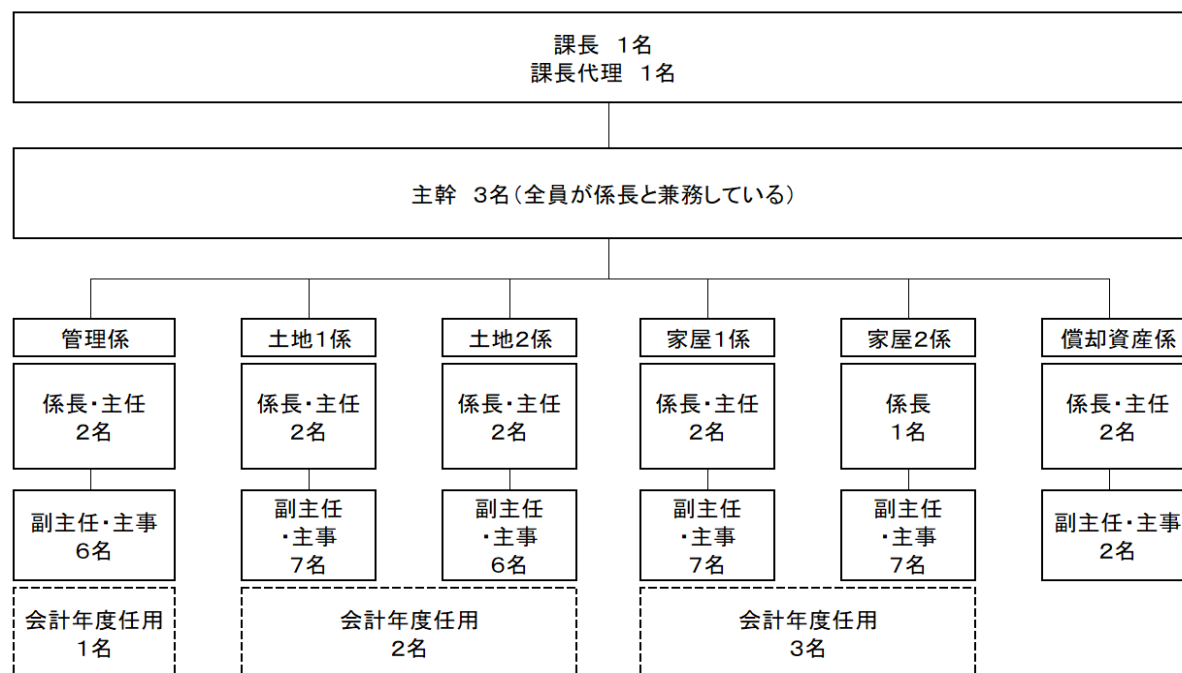 課長　１名
課長代理　１名
主幹　３名（全員が係長と兼務している）
管理係
係長・主任
２名
副主任・主事
６名
会計年度任用
１名
土地１係
係長・主任
２名
副主任
・主事
７名
土地２係
係長・主任
２名
副主任
・主事
６名
会計年度任用
２名
家屋１係
係長・主任
２名
副主任
・主事
７名
家屋２係
係長
１名
副主任
・主事
７名
会計年度任用
３名
償却資産係
係長・主任
２名
副主任・主事
２名